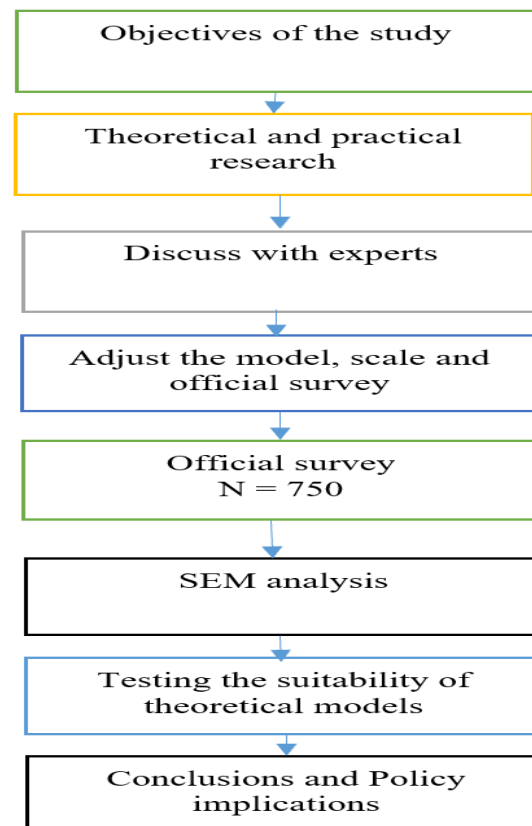 Objectives of the study
Theoretical and practical
research
Discuss with experts
Adjust the model, scale and
official survey
Official survey
N = 750
SEM analysis
Testing the suitability of
theoretical models
Conclusions and Policy
implications